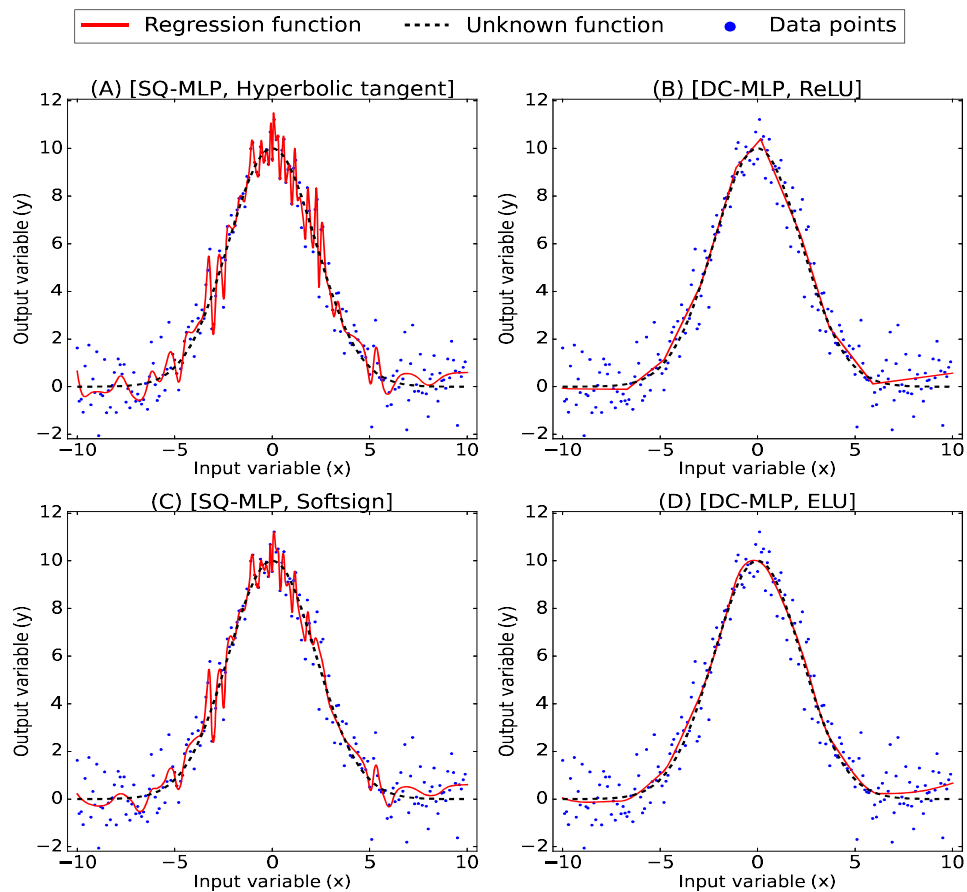 Regression function Unknown function Data points
(A) [SQ-MLP, Hyperbolic tangent]
12
10
8
6
4
2
0
−2
Output variable (y)
−10 −5 0 5 10
Input variable (x)
(B) [DC-MLP, ReLU]
12
10
8
6
4
2
0
−2
Output variable (y)
−10 −5 0 5 10
Input variable (x)
(C) [SQ-MLP, Softsign]
12
10
8
6
4
2
0
−2
Output variable (y)
−10 −5 0 5 10
Input variable (x)
(D) [DC-MLP, ELU]
12
10
8
6
4
2
0
−2
Output variable (y)
−10 −5 0 5 10
Input variable (x)